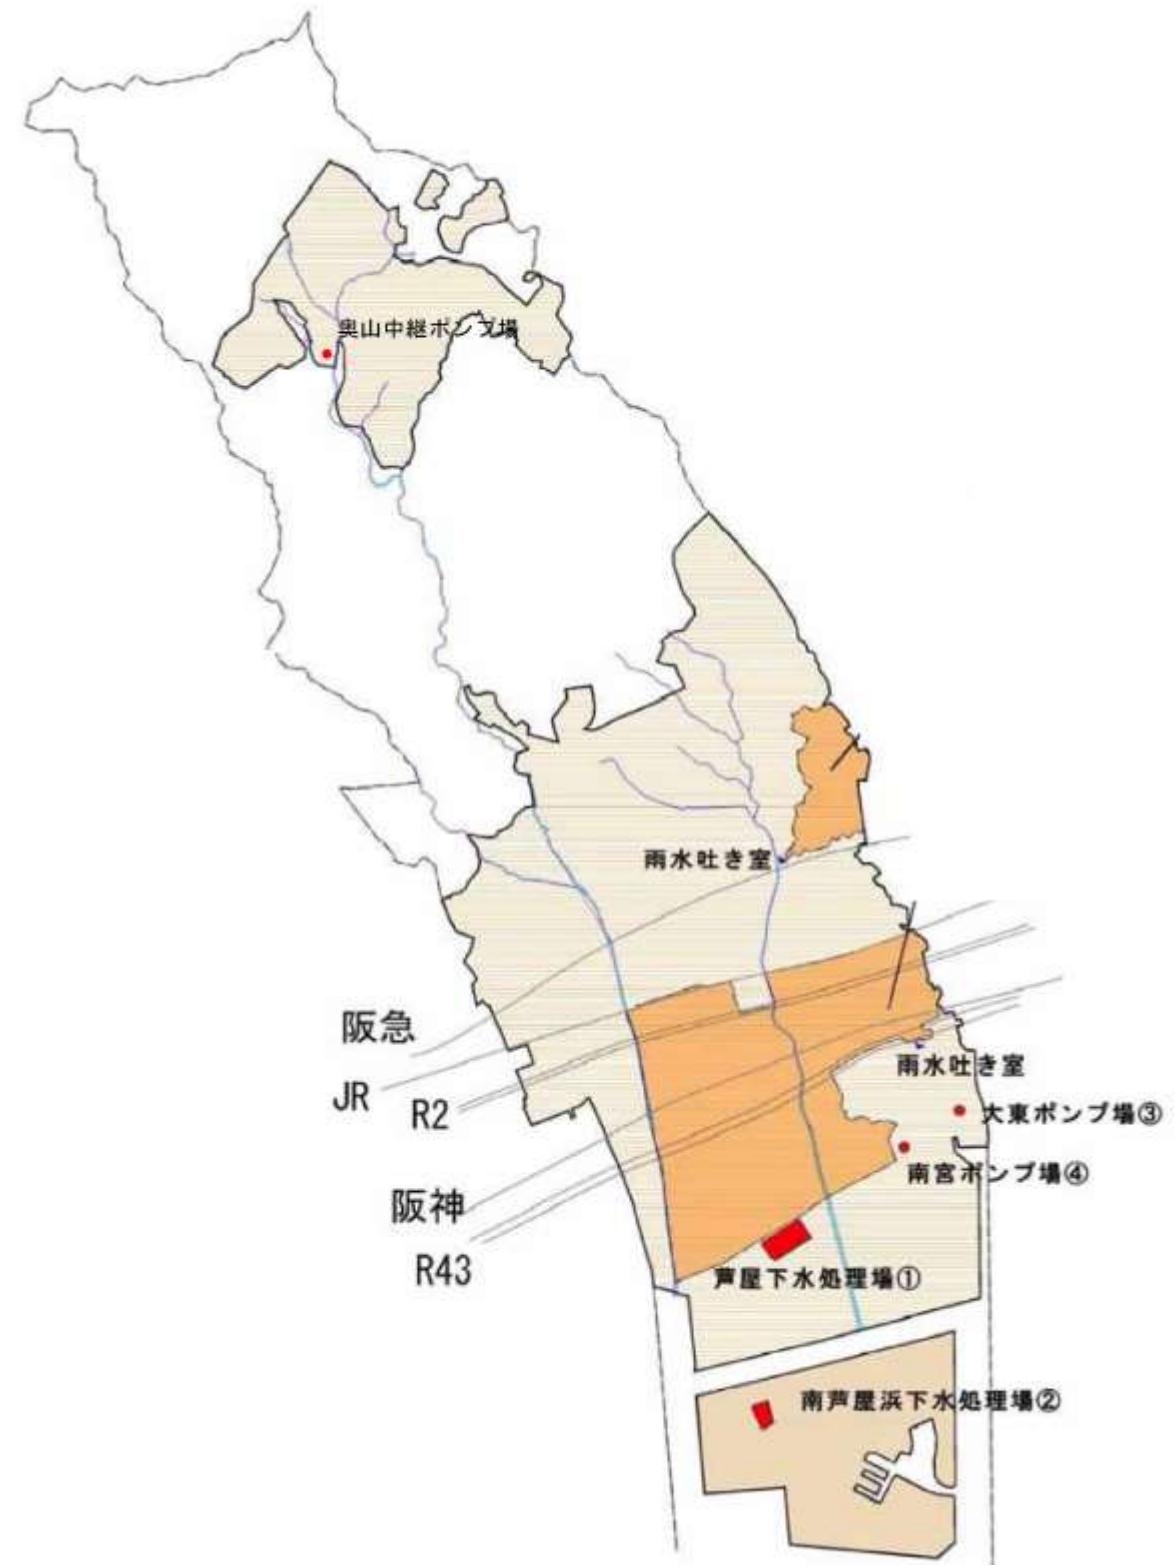 奥山中継ポンプ場
雨水吐き室
阪急
JR
R2
雨水吐き室
大東ポンプ場③
南宮ポンプ場④
阪神
R43
芦屋下水処理場①
南芦屋浜下水処理場②